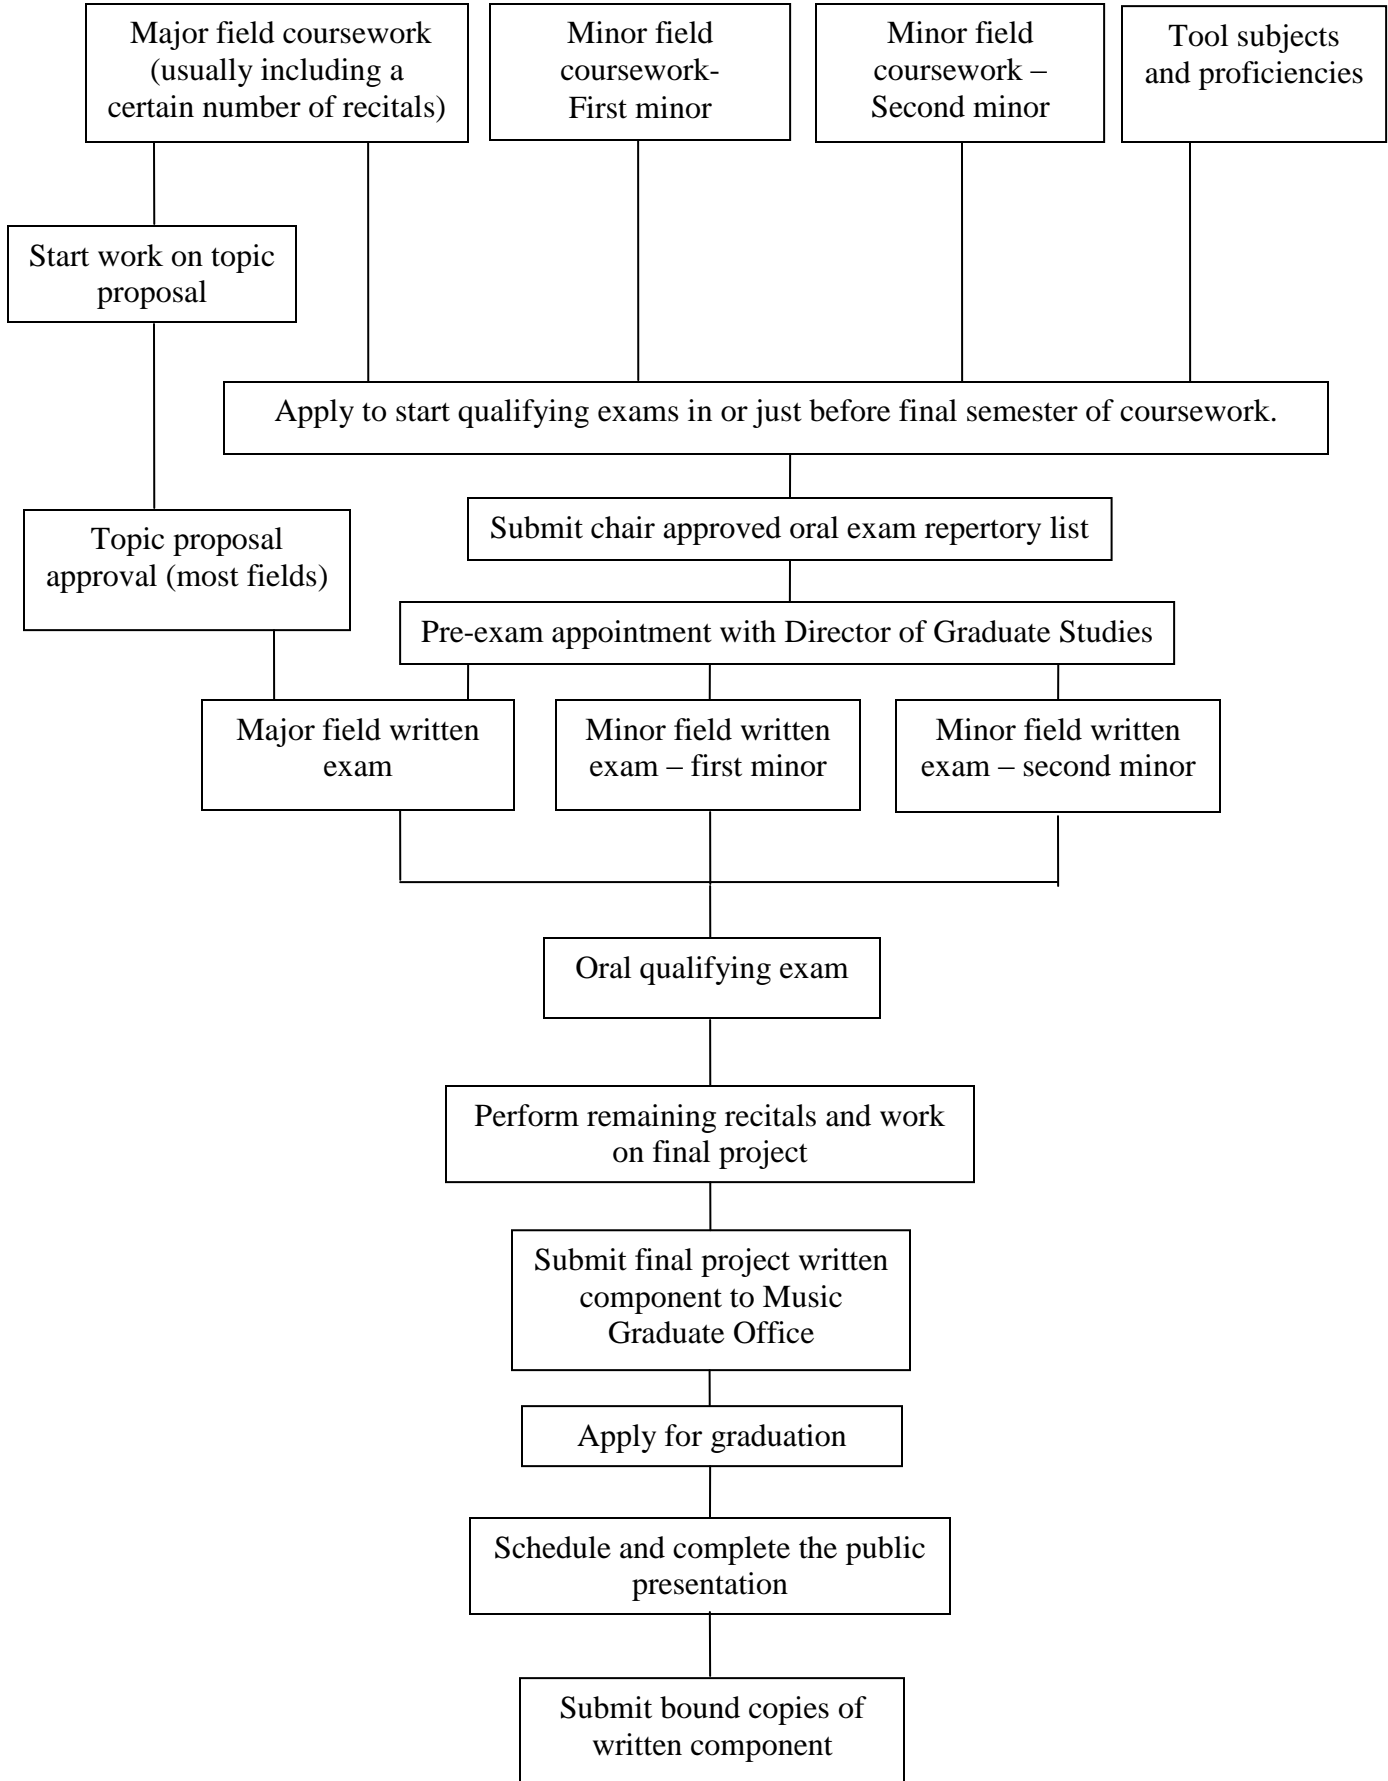 Major field coursework
(usually including a
certain number of recitals)
Minor field
coursework-
First minor
Minor field
coursework –
Second minor
Tool subjects
and proficiencies
Start work on topic
proposal
Apply to start qualifying exams in or just before final semester of coursework.
Submit chair approved oral exam repertory list
Topic proposal
approval (most fields)
Pre-exam appointment with Director of Graduate Studies
Major field written
exam
Minor field written
exam – first minor
Minor field written
exam – second minor
Oral qualifying exam
Perform remaining recitals and work
on final project
Submit final project written
component to Music
Graduate Office
Apply for graduation
Schedule and complete the public
presentation
Submit bound copies of
written component